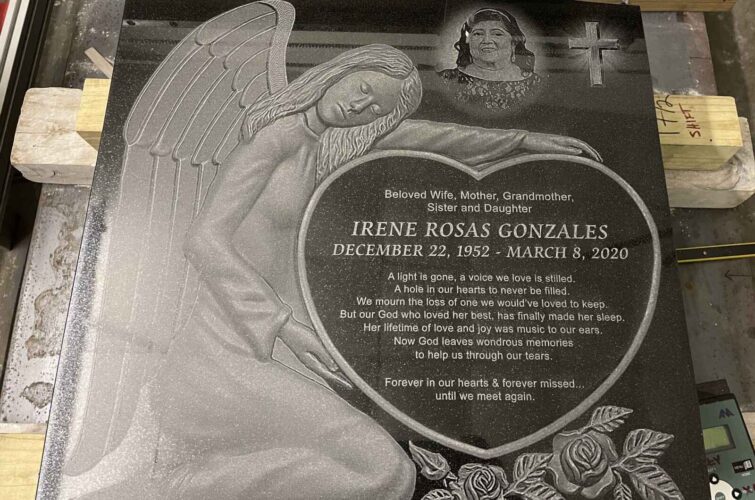 Beloved Wife, Mother, Grandmother,
Sister and Daughter
IRENE ROSAS GONZALES
DECEMBER 22, 1952 - MARCH 8, 2020
A light is gone, a voice we love is stilled.
A hole in our hearts to never be filled.
We mourn the loss of one we would've loved to keep.
But our God who loved her best, has finally made her sleep.
Her lifetime of love and joy was music to our ears.
Now God leaves wondrous memories
to help us through our tears.
Forever in our hearts & forever missed...
until we meet again.
SHIFT